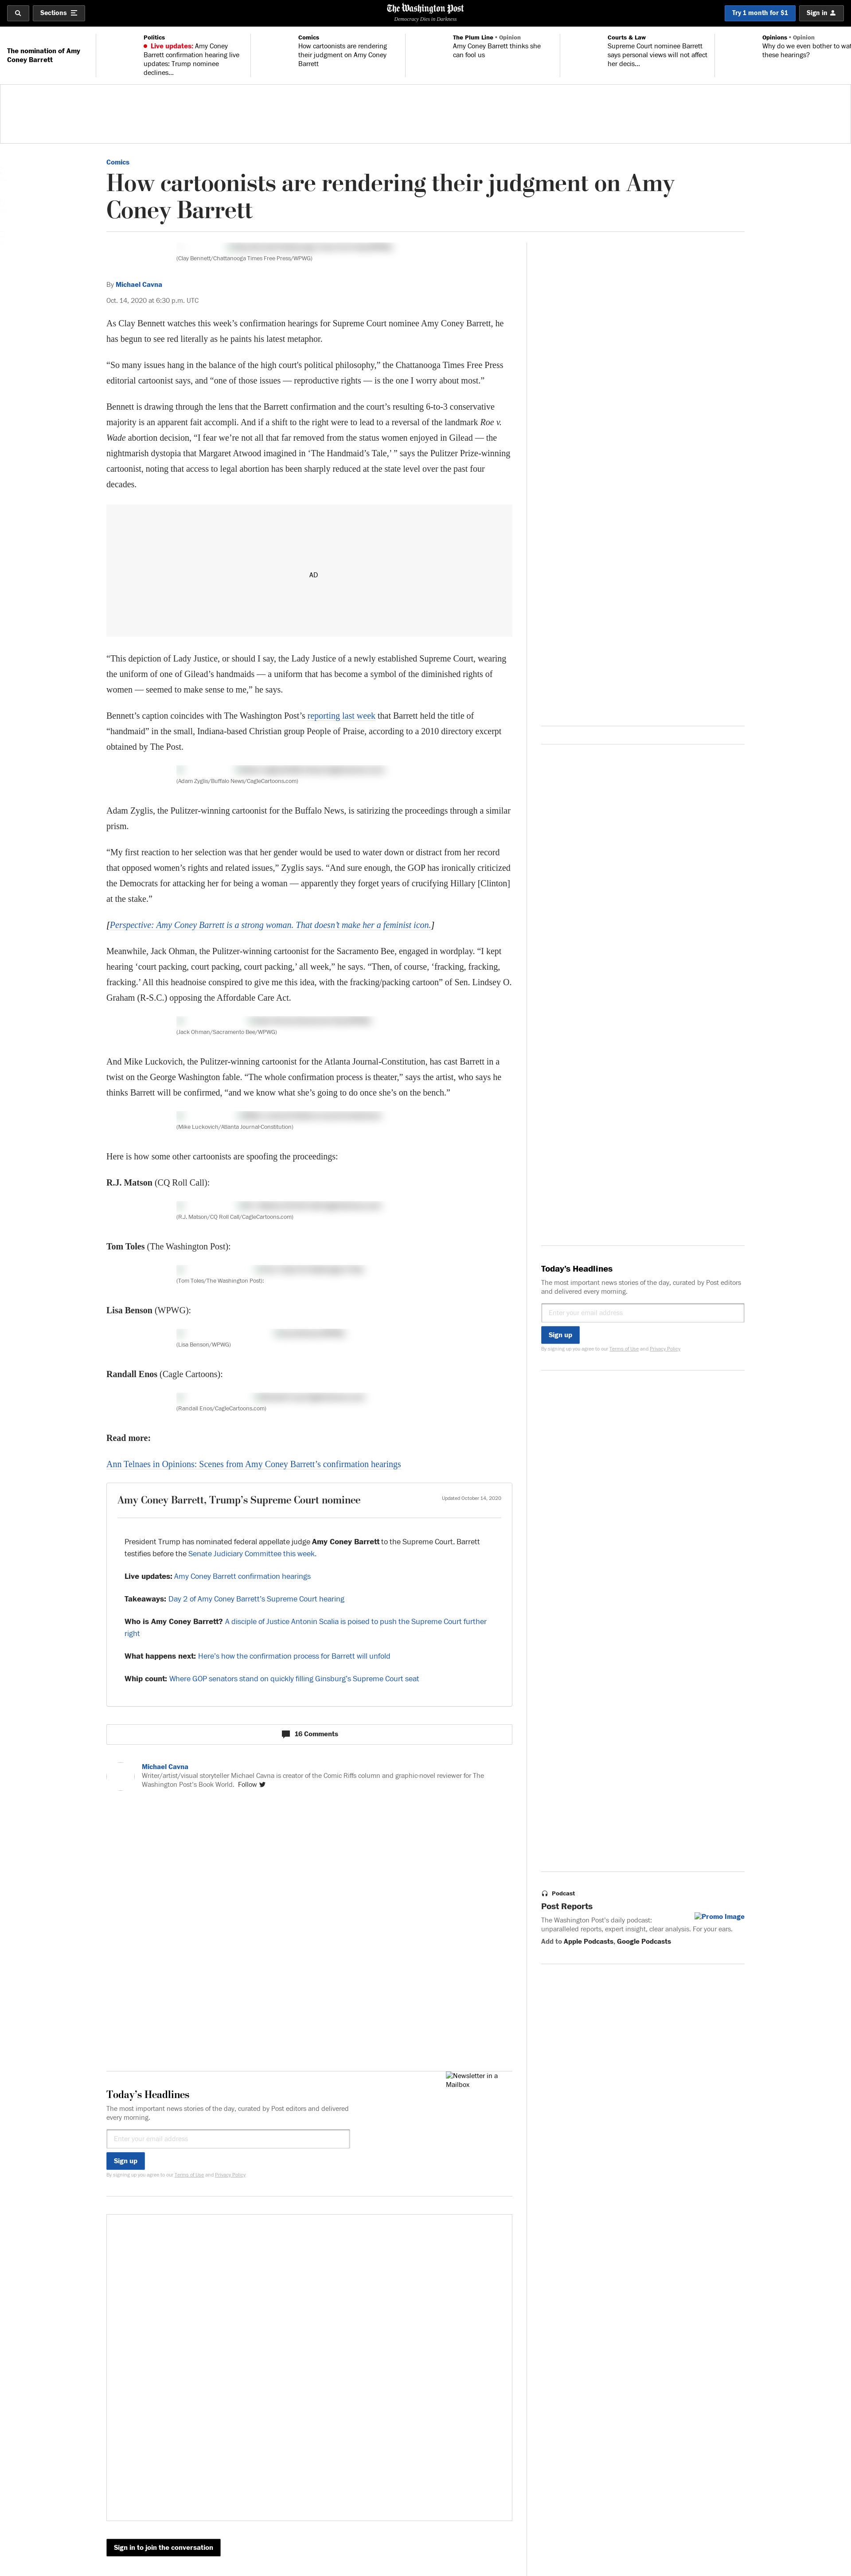 Sections
The Washington Post
Democracy Dies in Darkness
Try 1 month for $1
Sign in
The nomination of Amy
Coney Barrett
Politics
Live updates: Amy Coney
Barrett confirmation hearing live
updates: Trump nominee
declines...
Comics
How cartoonists are rendering
their judgment on Amy Coney
Barrett
The Plum Line • Opinion
Amy Coney Barrett thinks she
can fool us
Courts & Law
Supreme Court nominee Barrett
says personal views will not affect
her decis...
Opinions • Opinion
Why do we even bother to wat
these hearings?
Comics
How cartoonists are rendering their judgment on Amy
Coney Barrett
(Clay Bennett/Chattanooga Times Free Press/WPWG)
By Michael Cavna
Oct. 14, 2020 at 6:30 p.m. UTC
As Clay Bennett watches this week’s confirmation hearings for Supreme Court nominee Amy Coney Barrett, he
has begun to see red literally as he paints his latest metaphor.
“So many issues hang in the balance of the high court's political philosophy,” the Chattanooga Times Free Press
editorial cartoonist says, and “one of those issues — reproductive rights — is the one I worry about most.”
Bennett is drawing through the lens that the Barrett confirmation and the court’s resulting 6-to-3 conservative
majority is an apparent fait accompli. And if a shift to the right were to lead to a reversal of the landmark Roe v.
Wade abortion decision, “I fear we’re not all that far removed from the status women enjoyed in Gilead — the
nightmarish dystopia that Margaret Atwood imagined in ‘The Handmaid’s Tale,’ ” says the Pulitzer Prize-winning
cartoonist, noting that access to legal abortion has been sharply reduced at the state level over the past four
decades.
AD
“This depiction of Lady Justice, or should I say, the Lady Justice of a newly established Supreme Court, wearing
the uniform of one of Gilead’s handmaids — a uniform that has become a symbol of the diminished rights of
women — seemed to make sense to me,” he says.
Bennett’s caption coincides with The Washington Post’s reporting last week that Barrett held the title of
“handmaid” in the small, Indiana-based Christian group People of Praise, according to a 2010 directory excerpt
obtained by The Post.
(Adam Zyglis/Buffalo News/CagleCartoons.com)
Adam Zyglis, the Pulitzer-winning cartoonist for the Buffalo News, is satirizing the proceedings through a similar
prism.
“My first reaction to her selection was that her gender would be used to water down or distract from her record
that opposed women’s rights and related issues,” Zyglis says. “And sure enough, the GOP has ironically criticized
the Democrats for attacking her for being a woman — apparently they forget years of crucifying Hillary [Clinton]
at the stake.”
[Perspective: Amy Coney Barrett is a strong woman. That doesn’t make her a feminist icon.]
Meanwhile, Jack Ohman, the Pulitzer-winning cartoonist for the Sacramento Bee, engaged in wordplay. “I kept
hearing ‘court packing, court packing, court packing,’ all week,” he says. “Then, of course, ‘fracking, fracking,
fracking.’ All this headnoise conspired to give me this idea, with the fracking/packing cartoon” of Sen. Lindsey O.
Graham (R-S.C.) opposing the Affordable Care Act.
(Jack Ohman/Sacramento Bee/WPWG)
And Mike Luckovich, the Pulitzer-winning cartoonist for the Atlanta Journal-Constitution, has cast Barrett in a
twist on the George Washington fable. “The whole confirmation process is theater,” says the artist, who says he
thinks Barrett will be confirmed, “and we know what she’s going to do once she’s on the bench.”
(Mike Luckovich/Atlanta Journal-Constitution)
Here is how some other cartoonists are spoofing the proceedings:
R.J. Matson (CQ Roll Call):
(R.J. Matson/CQ Roll Call/CagleCartoons.com)
Tom Toles (The Washington Post):
(Tom Toles/The Washington Post):
Lisa Benson (WPWG):
(Lisa Benson/WPWG)
Randall Enos (Cagle Cartoons):
(Randall Enos/CagleCartoons.com)
Read more:
Ann Telnaes in Opinions: Scenes from Amy Coney Barrett’s confirmation hearings
Amy Coney Barrett, Trump’s Supreme Court nominee
Updated October 14, 2020
President Trump has nominated federal appellate judge Amy Coney Barrett to the Supreme Court. Barrett
testifies before the Senate Judiciary Committee this week.
Live updates: Amy Coney Barrett confirmation hearings
Takeaways: Day 2 of Amy Coney Barrett’s Supreme Court hearing
Who is Amy Coney Barrett? A disciple of Justice Antonin Scalia is poised to push the Supreme Court further
right
What happens next: Here’s how the confirmation process for Barrett will unfold
Whip count: Where GOP senators stand on quickly filling Ginsburg’s Supreme Court seat
16 Comments
Michael Cavna
Writer/artist/visual storyteller Michael Cavna is creator of the Comic Riffs column and graphic-novel reviewer for The
Washington Post's Book World. Follow
Today’s Headlines
The most important news stories of the day, curated by Post editors and delivered
every morning.
Enter your email address
Sign up
By signing up you agree to our Terms of Use and Privacy Policy
Newsletter in a
Mailbox
Sign in to join the conversation
Today’s Headlines
The most important news stories of the day, curated by Post editors
and delivered every morning.
Enter your email address
Sign up
By signing up you agree to our Terms of Use and Privacy Policy
Podcast
Post Reports
Promo Image
The Washington Post’s daily podcast:
unparalleled reports, expert insight, clear analysis. For your ears.
Add to Apple Podcasts, Google Podcasts